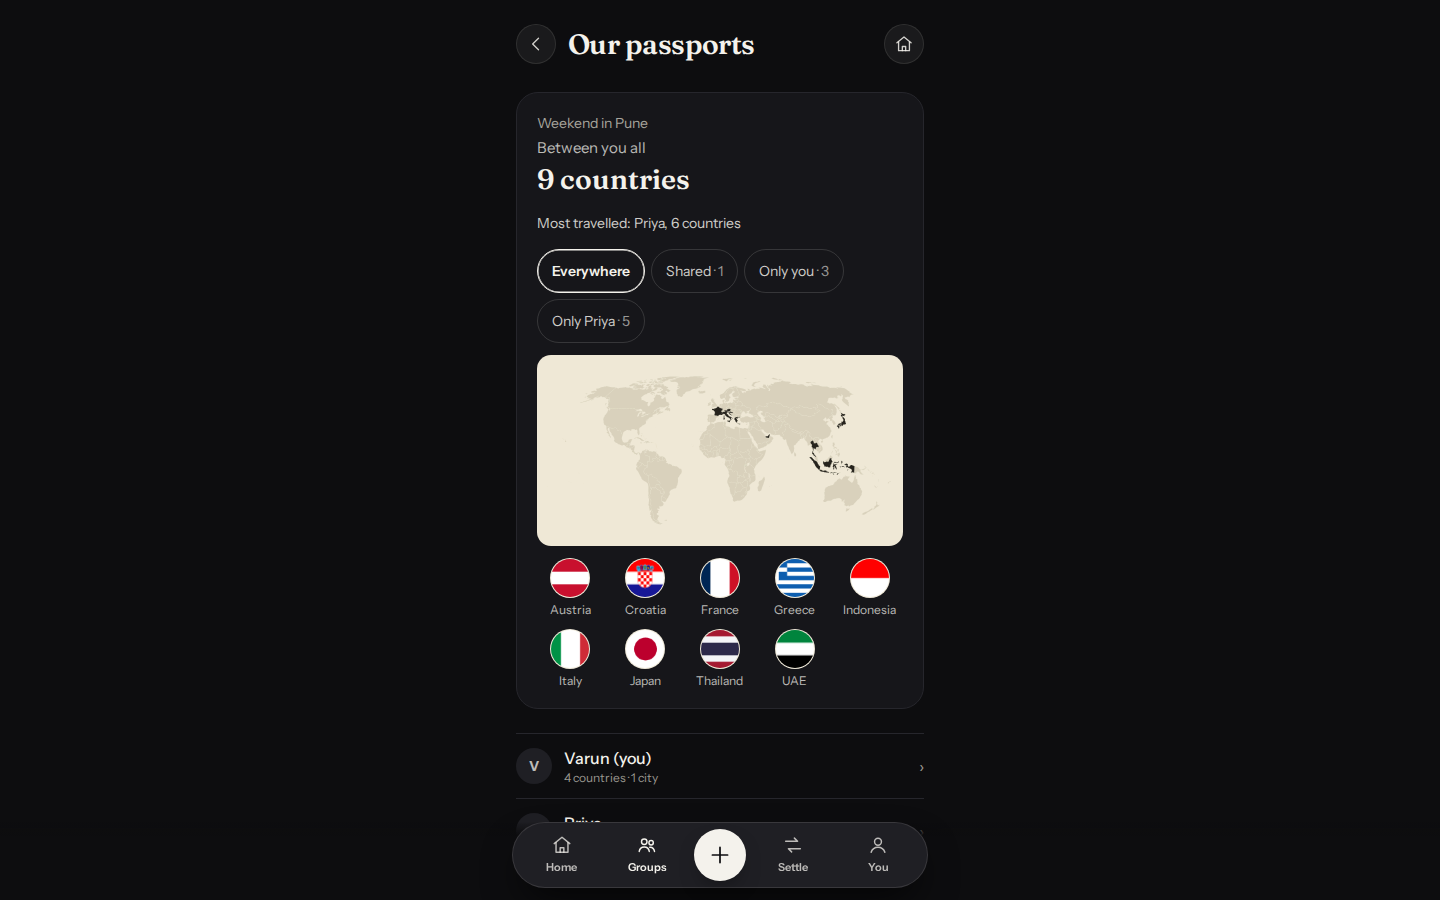 Our passports
Weekend in Pune
Between you all
9 countries
Most travelled: Priya, 6 countries
Everywhere
Shared · 1
Only you · 3
Only Priya · 5
Austria
Croatia
France
Greece
Indonesia
Italy
Japan
Thailand
UAE
V
Varun (you)
4 countries · 1 city
Priya
Home
Groups
Settle
You